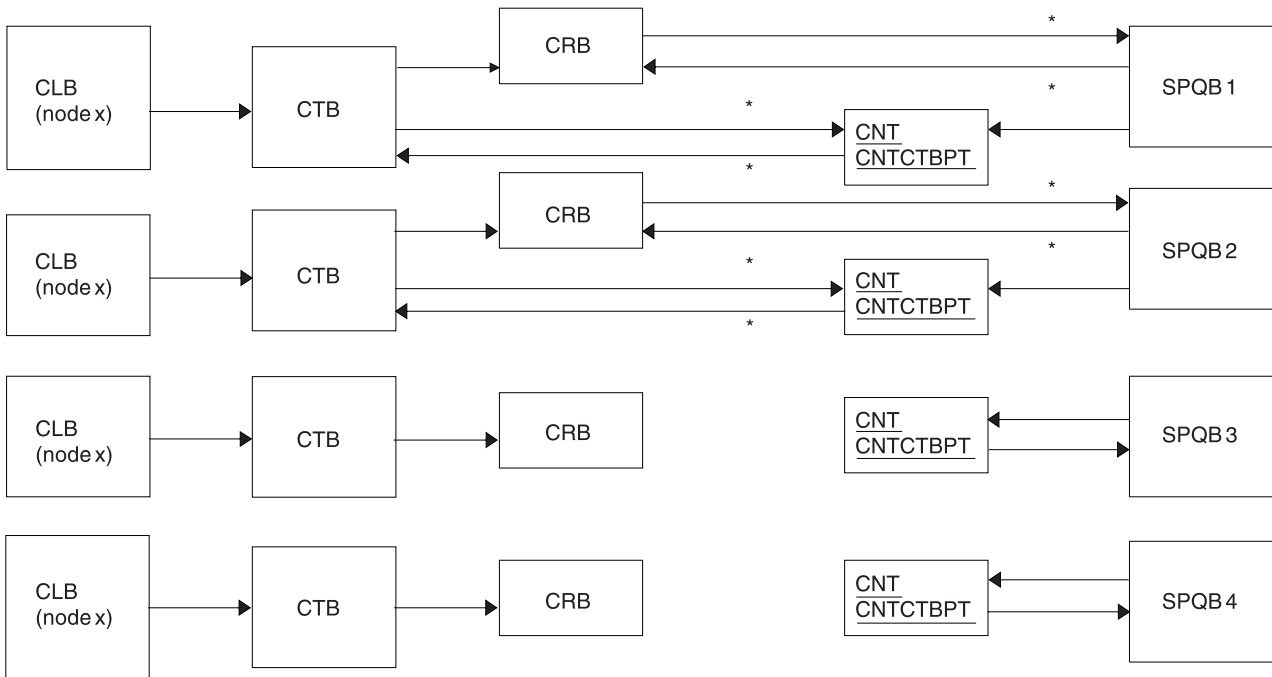 *
CRB
CLB
(node x)
CTB
SPQB 1
*
*
CNT
CNTCTBPT
*
*
CRB
CLB
(node x)
CTB
SPQB 2
*
*
CNT
CNTCTBPT
*
CLB
(node x)
CTB
CRB
CNT
CNTCTBPT
SPQB 3
CLB
(node x)
CTB
CRB
CNT
CNTCTBPT
SPQB 4